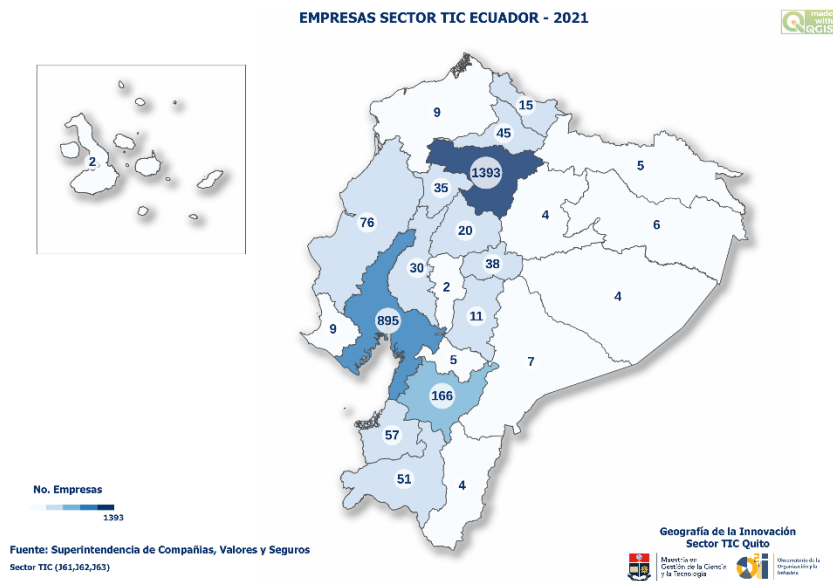 EMPRESAS SECTOR TIC ECUADOR - 2021
made
with
QGIS
9
15
45
1393
5
35
2
4
6
76
20
38
30
2
4
895
11
9
5
7
166
57
51
4
No. Empresas
1393
Fuente: Superintendencia de Compañias, Valores y Seguros
Sector TIC (J61,J62,J63)
Geografía de la Innovación
Sector TIC Quito
Maestría en
Gestión de la Ciencia
y la Tecnología
Observatorio de la
Organización y la
Industria